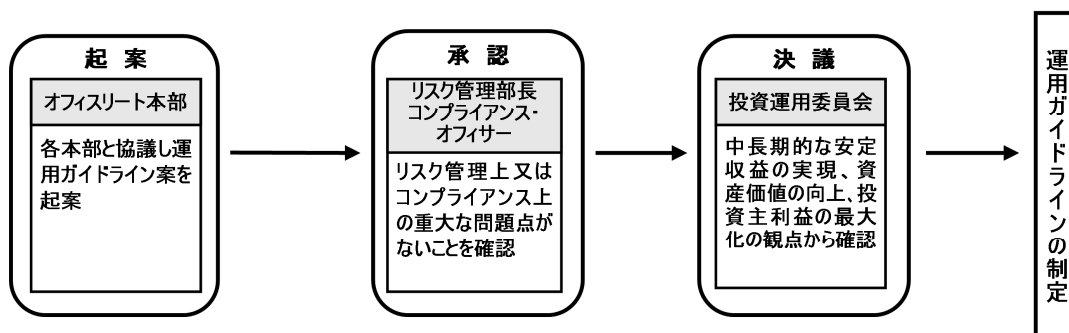 起 案
オフィスリート本部
各本部と協議し運
用ガイドライン案を
起案
承 認
リスク管理部長
コンプライアンス・
オフィサー
リスク管理上又は
コンプライアンス上
の重大な問題点が
ないことを確認
決 議
投資運用委員会
中長期的な安定
収益の実現、資
産価値の向上、投
資主利益の最大
化の観点から確認
運用ガイドラインの制定